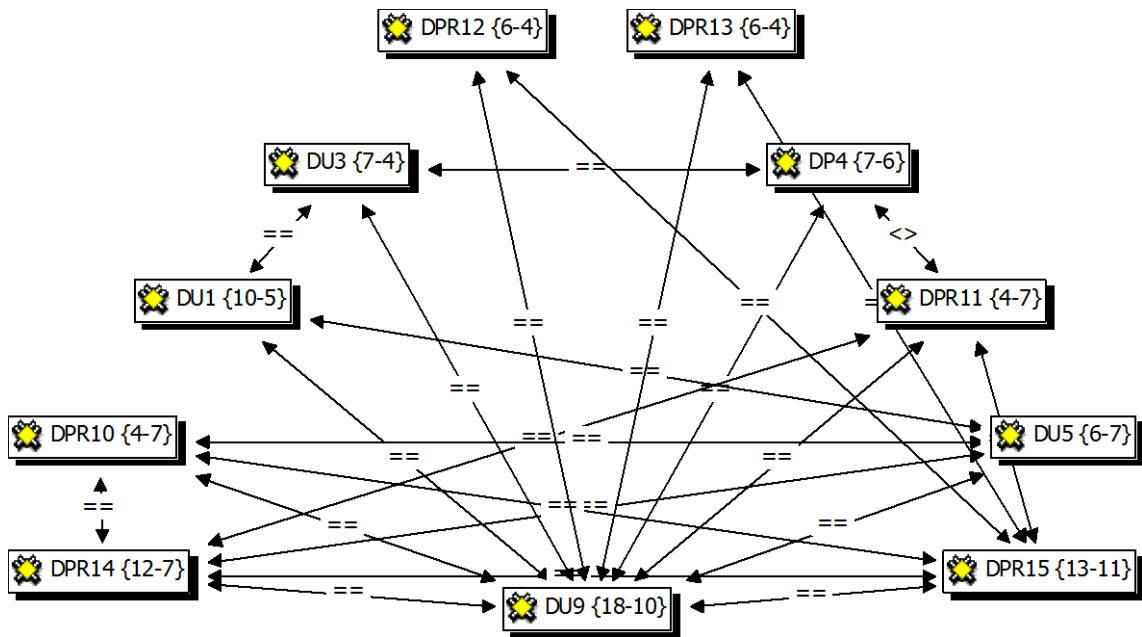 DPR12 {6-4}
DPR13 {6-4}
DU3 {7-4}
==
DP4 {7-6}
==
<>
DU1 {10-5}
==
=
DPR11 {4-7}
==
==
==
==
==
DPR10 {4-7}
==
==
DU5 {6-7}
==
==
==
==
:=
==
==
DPR14 {12-7}
DPR15 {13-11}
==
==
DU9 {18-10}
==